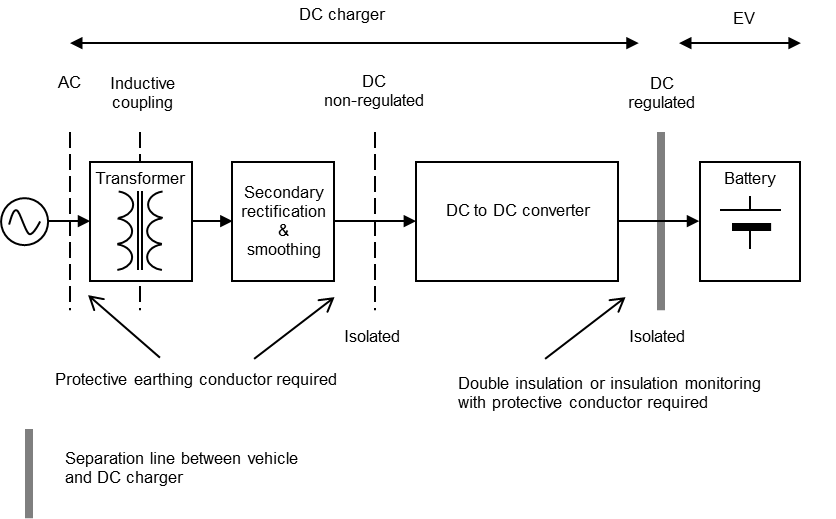 DC charger
EV
AC
Inductive
coupling
DC
non-regulated
DC
regulated
Transformer
Secondary
rectification
&
smoothing
DC to DC converter
Battery
Isolated
Isolated
Protective earthing conductor required
Double insulation or insulation monitoring
with protective conductor required
Separation line between vehicle
and DC charger